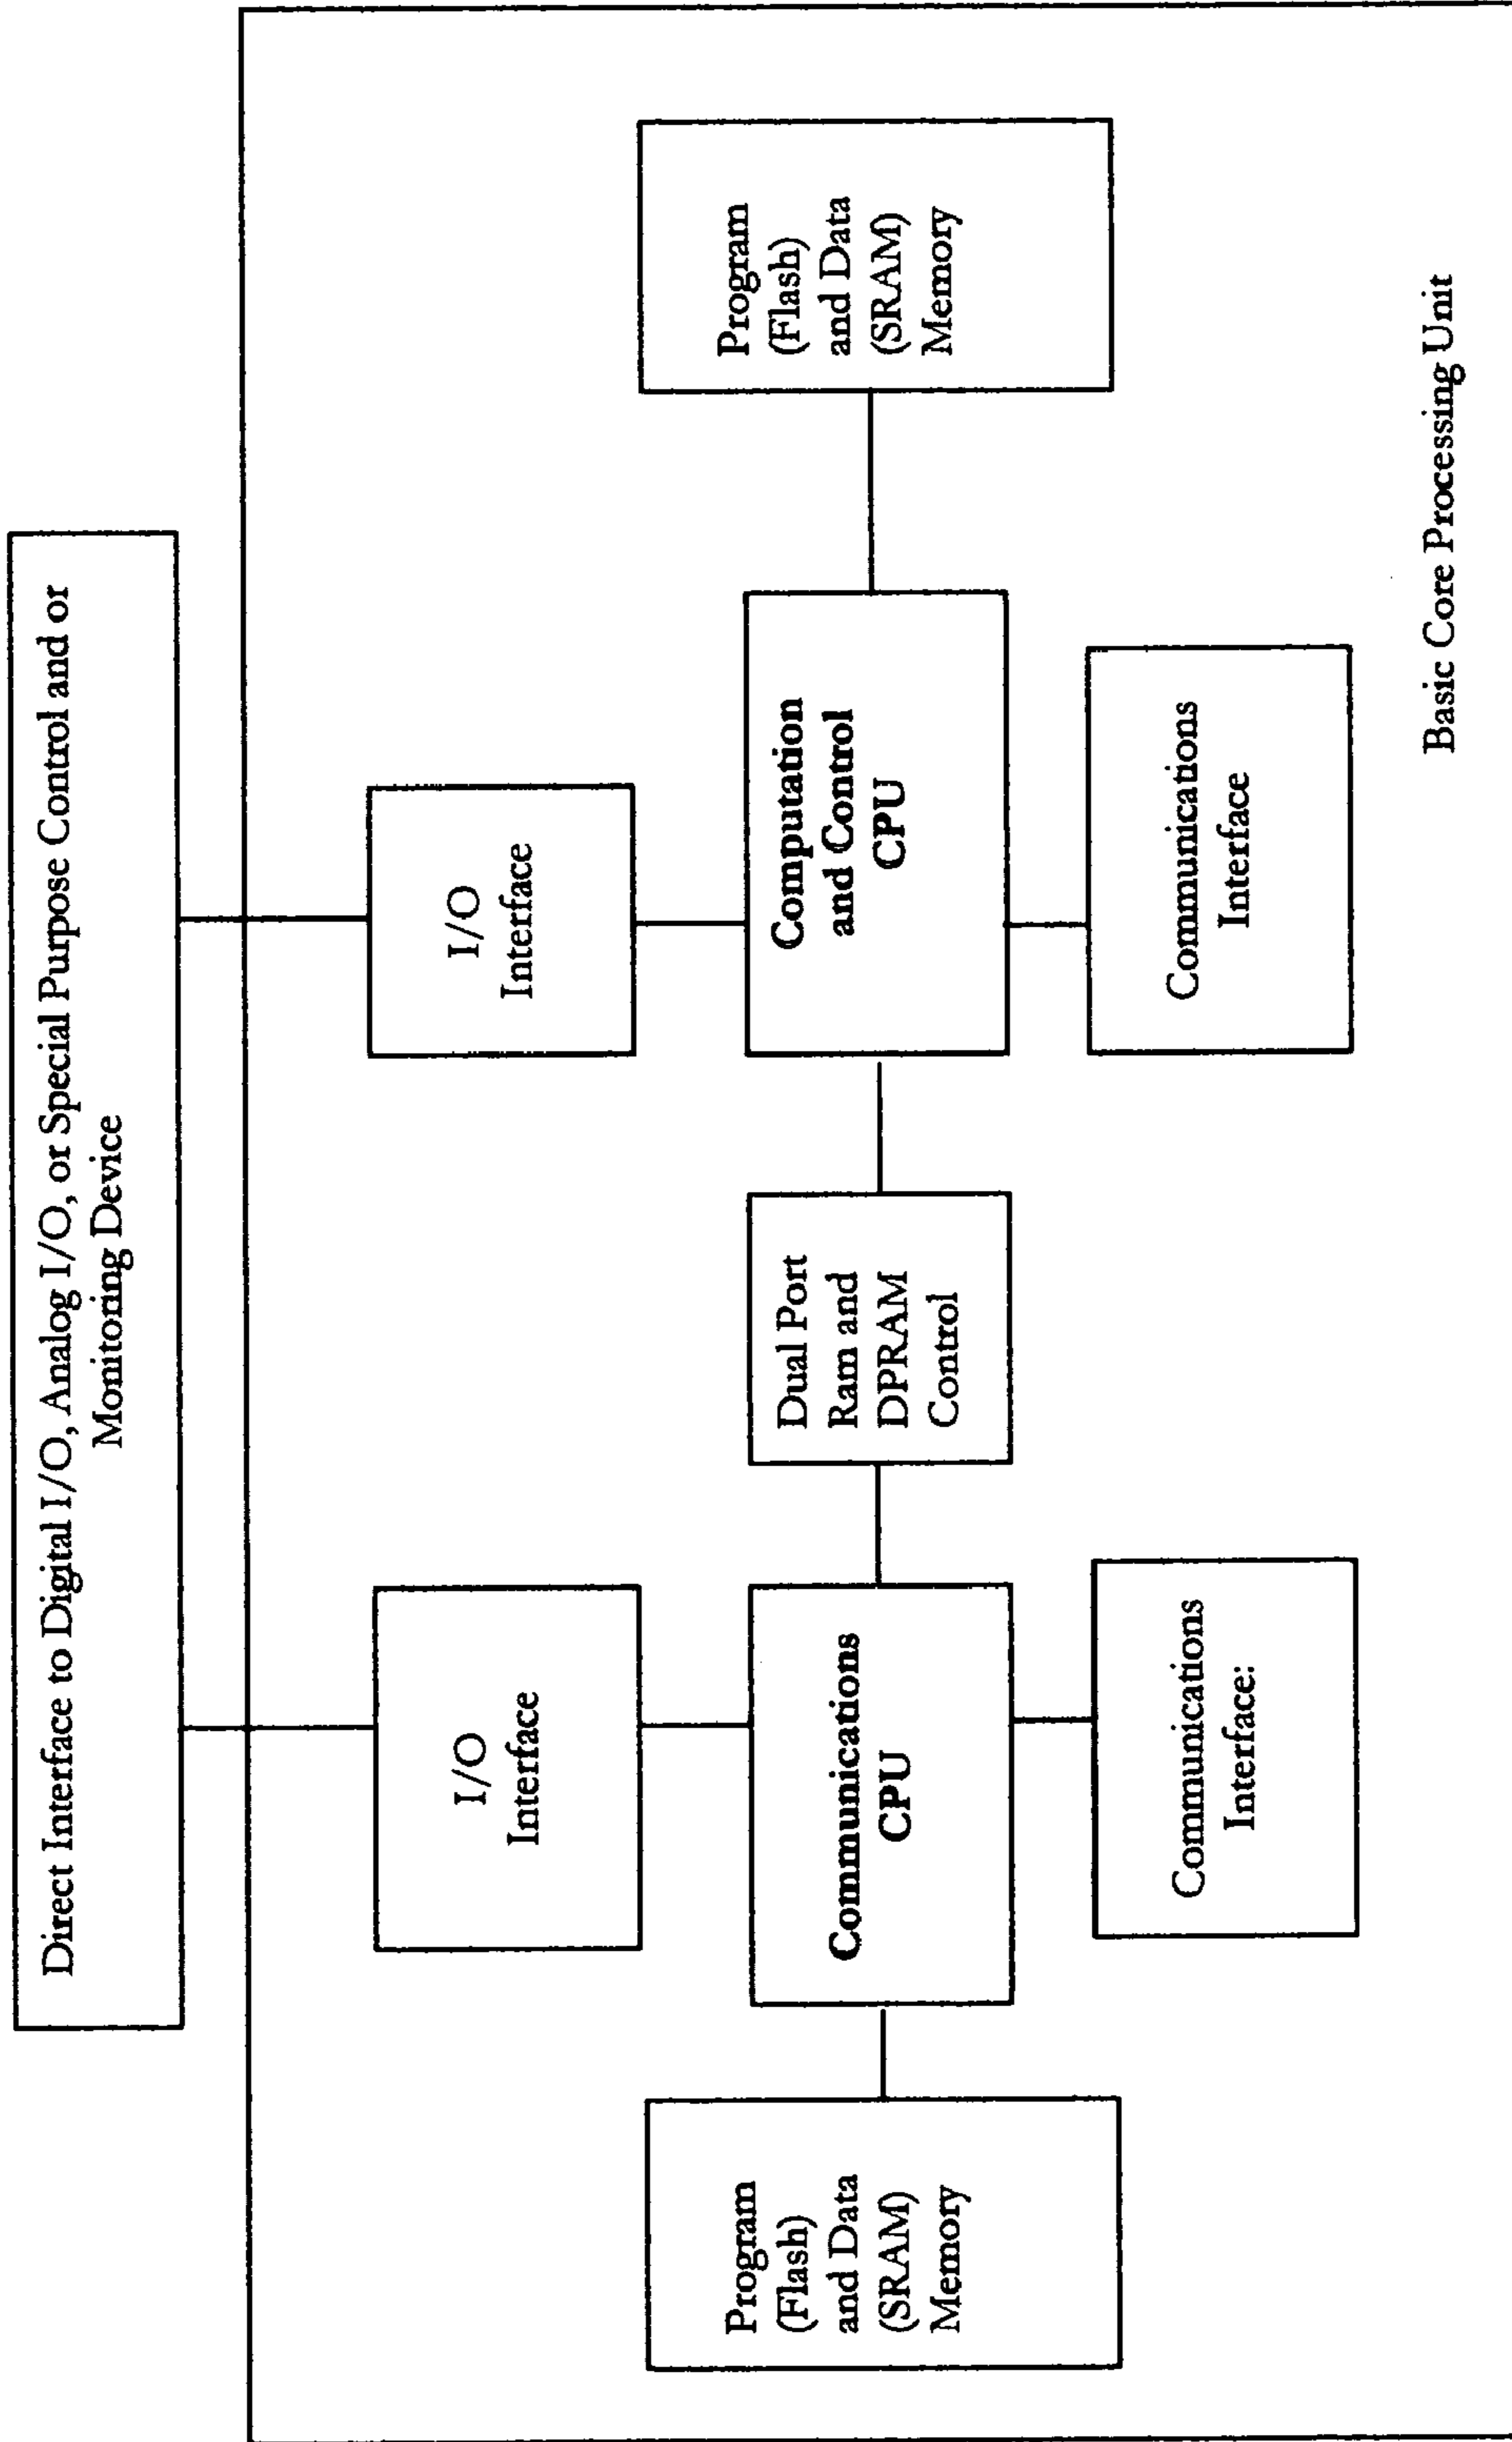 Direct Interface to Digital I/O, Analog I/O, or Special Purpose Control and or
Monitoring Device
I/O
Interface
I/O
Interface
Program
(Flash)
and Data
(SRAM)
Memory
Communications
CPU
Dual Port
Ram and
DPRAM
Control
Computation
and Control
CPU
Program
(Flash)
and Data
(SRAM)
Memory
Communications
Interface:
Communications
Interface
Basic Core Processing Unit